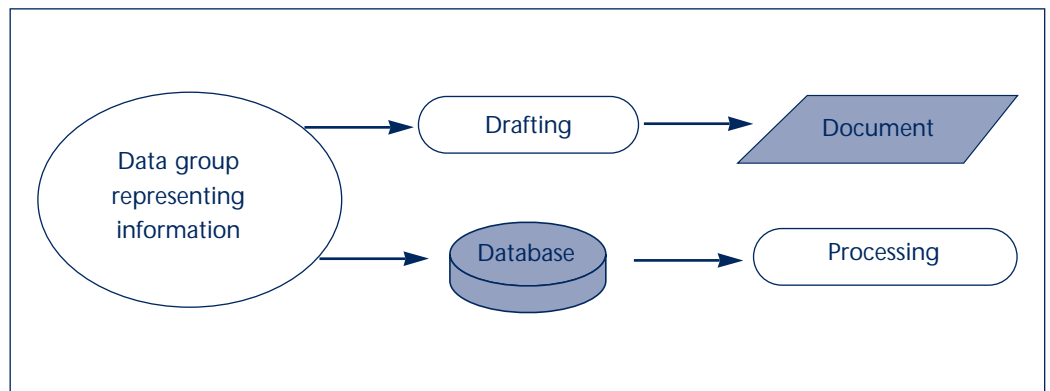 Data group
representing
information
Drafting
Document
Database
Processing